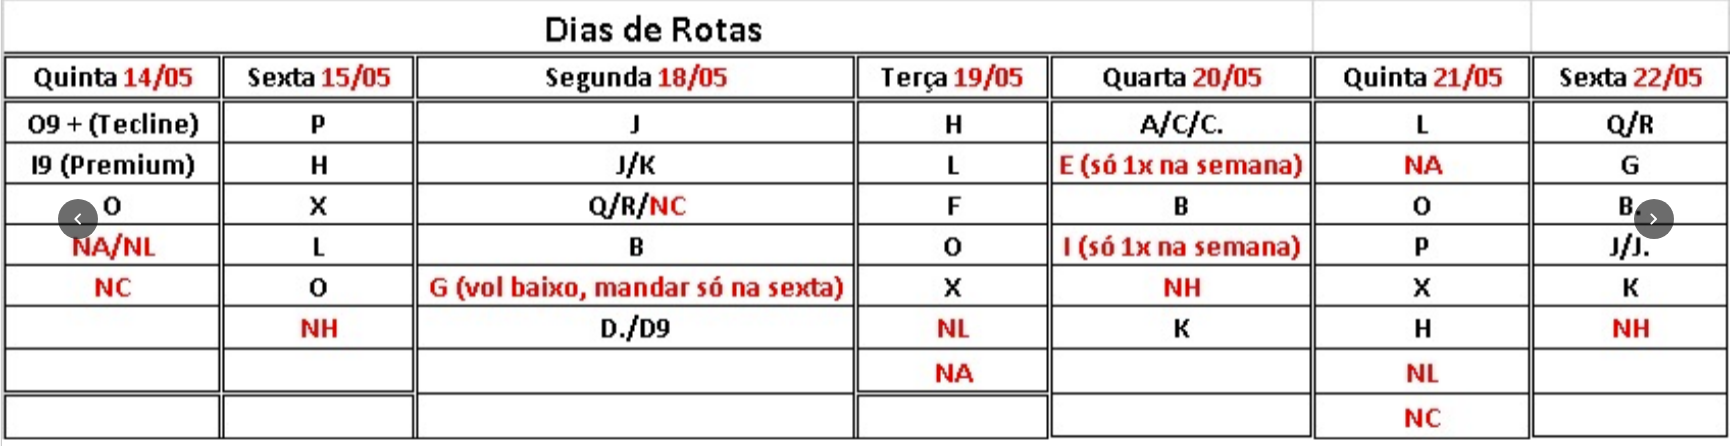 Dias de Rotas
Quinta 14/05 Sexta 15/05 Segunda 18/05 Terça 19/05 Quarta 20/05 Quinta 21/05 Sexta 22/05
O9 + (Tecline) P J H A/C/C. L Q/R
I9 (Premium) H J/K L E (só 1x na semana) NA G
O X Q/R/NC F B O B.
NA/NL L B O I (só 1x na semana) P J/J.
NC O G (vol baixo, mandar só na sexta) X NH X K
NH D./D9 NL K H NH
NA NL
NC